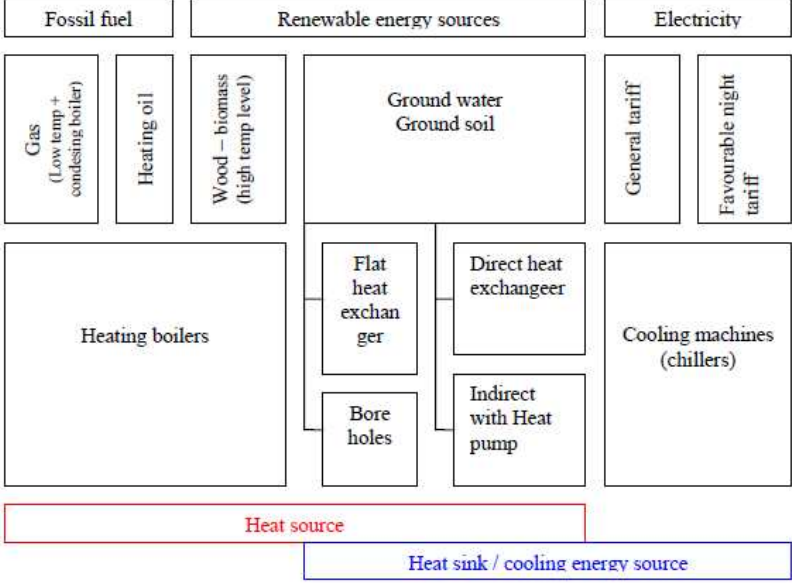 Fossil fuel
Renewable energy sources
Electricity
Gas
(Low temp +
condesing boiler)
Heating oil
Wood – biomass
(high temp level)
Ground water
Ground soil
General tariff
Favourable night
tariff
Heating boilers
Flat
heat
exchan
ger
Direct heat
exchangeer
Cooling machines
(chillers)
Bore
holes
Indirect
with Heat
pump
Heat source
Heat sink / cooling energy source